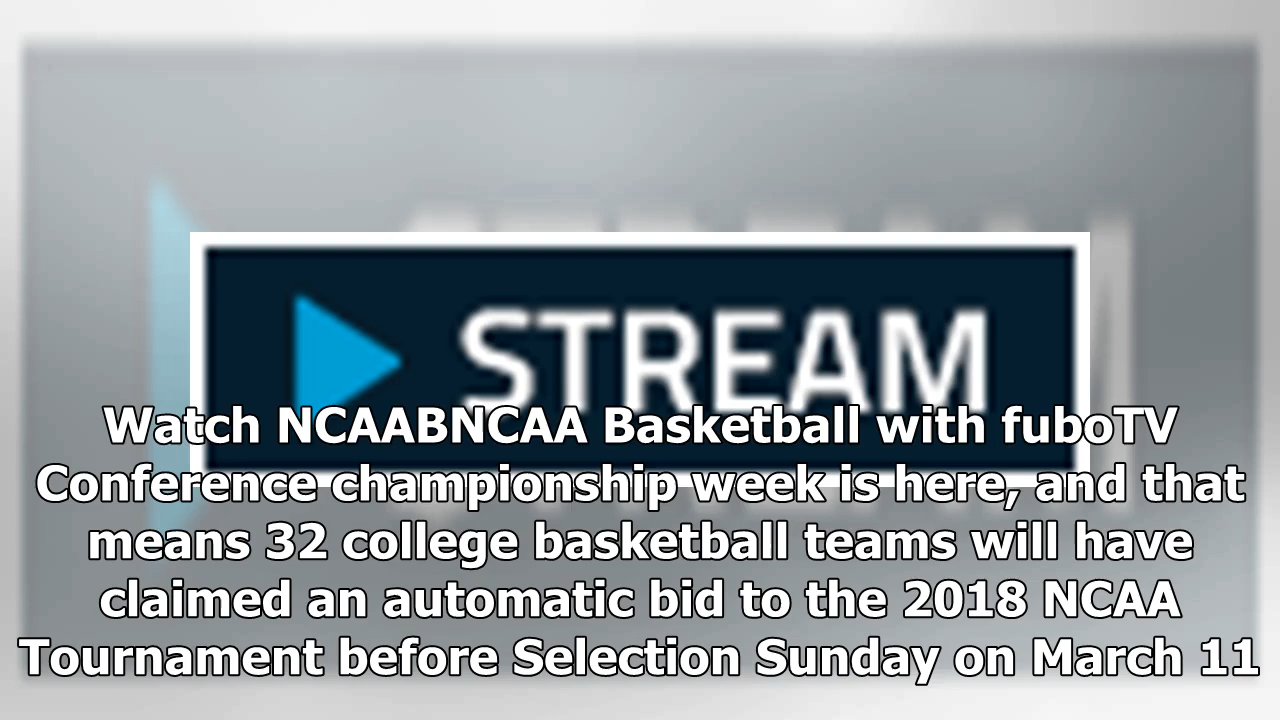 STREAM
Watch NCAABNCAA Basketball with fuboTV
Conference championship week is here, and that
means 32 college basketball teams will have
claimed an automatic bid to the 2018 NCAA
Tournament before Selection Sunday on March 11